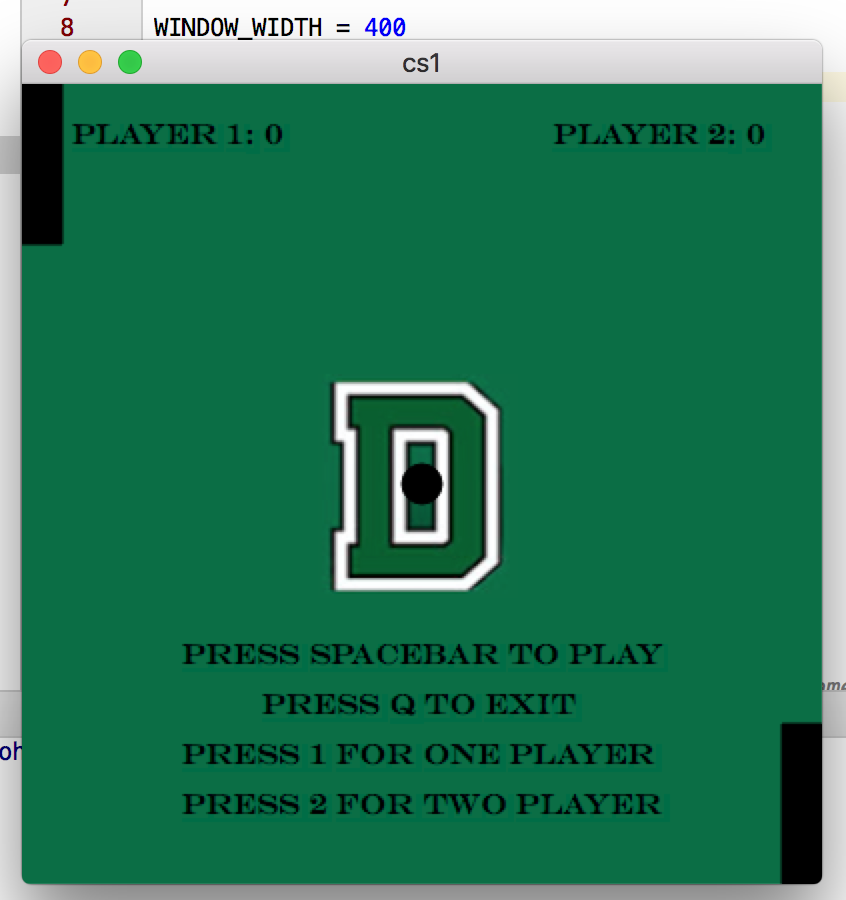 8 WINDOW_WIDTH = 400
cs1
PLAYER 1: 0 PLAYER 2: 0
D
PRESS SPACEBAR TO PLAY
PRESS Q TO EXIT
PRESS 1 FOR ONE PLAYER
PRESS 2 FOR TWO PLAYER